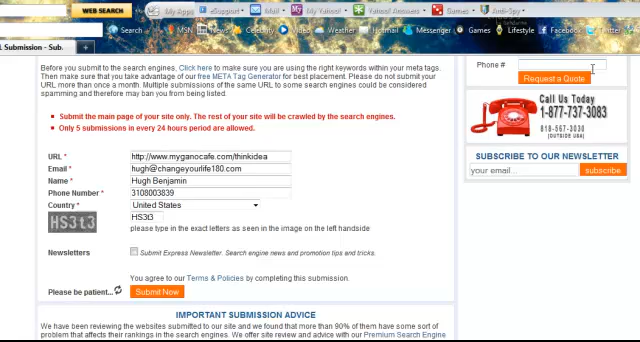 WEB SEARCH My Apps eSupport Mail My Yahoo! Yahoo! Answers Games Anti-Spy
Search MSN News Celebrity Video Weather Hotmail Messenger Games Lifestyle Facebook Twitter
Submission - Sub.
Before you submit to the search engines, Click here to make sure you are using the right keywords within your meta tags.
Then make sure that you take advantage of our free META Tag Generator for best placement. Please do not submit your
URL more than once a month. Multiple submissions of the same URL to some search engines could be considered
spamming and therefore may ban you from being listed.
Submit the main page of your site only. The rest of your site will be crawled by the search engines.
Only 5 submissions in every 24 hours period are allowed.
URL * http://www.myganocafe.com/thinkidea
Email * hugh@changeyourlife180.com
Name * Hugh Benjamin
Phone Number * 3108003839
Country * United States
HS3t3 HS3t3
please type in the exact letters as seen in the image on the left handside
Newsletters Submit Express Newsletter. Search engine news and promotion tips and tricks.
You agree to our Terms & Policies by completing this submission.
Please be patient... Submit Now
IMPORTANT SUBMISSION ADVICE
We have been reviewing the websites submitted to our site and we found that more than 90% of them have some sort of
problem that affects their rankings in the search engines. We offer site review and advice with our Premium Search Engine
Phone #
Request a Quote
Call Us Today
1-877-737-3083
818-567-3030
(OUTSIDE USA)
SUBSCRIBE TO OUR NEWSLETTER
your email... subscribe